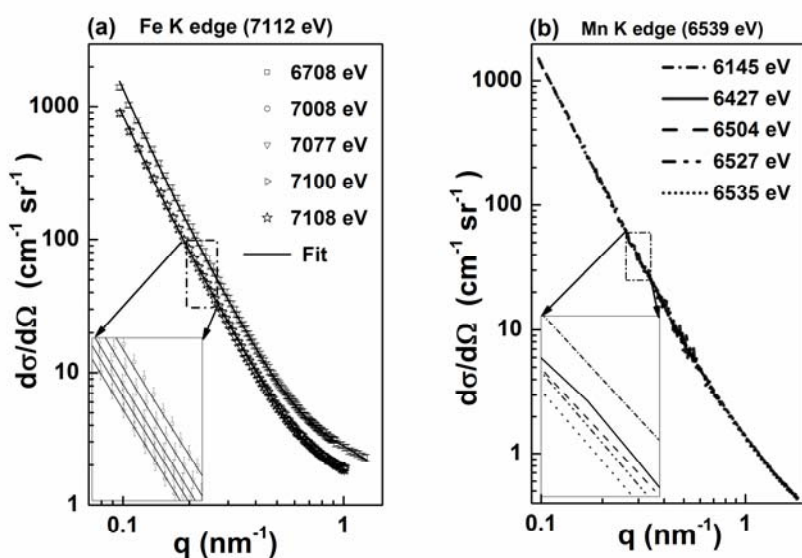 (a) Fe K edge (7112 eV)
6708 eV
7008 eV
7077 eV
7100 eV
7108 eV
Fit
1000
100
10
1
0.1
1
dσ/dΩ (cm⁻¹ sr⁻¹)
q (nm⁻¹)
(b) Mn K edge (6539 eV)
6145 eV
6427 eV
6504 eV
6527 eV
6535 eV
1000
100
10
1
0.1
1
dσ/dΩ (cm⁻¹ sr⁻¹)
q (nm⁻¹)